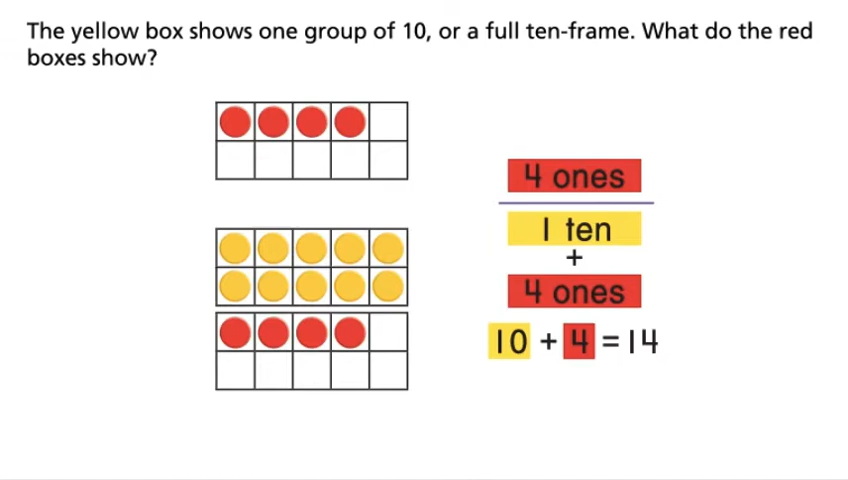 The yellow box shows one group of 10, or a full ten-frame. What do the red
boxes show?
4 ones
1 ten
+
4 ones
10 + 4 = 14